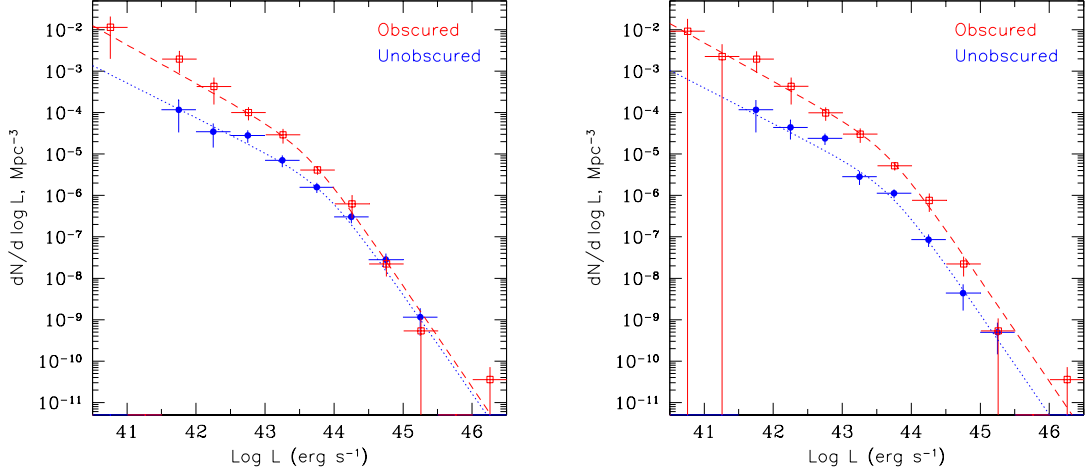 Obscured
Unobscured
dN/d log L, Mpc⁻³
10⁻²
10⁻³
10⁻⁴
10⁻⁵
10⁻⁶
10⁻⁷
10⁻⁸
10⁻⁹
10⁻¹⁰
10⁻¹¹
41 42 43 44 45 46
Log L (erg s⁻¹)
Obscured
Unobscured
dN/d log L, Mpc⁻³
10⁻²
10⁻³
10⁻⁴
10⁻⁵
10⁻⁶
10⁻⁷
10⁻⁸
10⁻⁹
10⁻¹⁰
10⁻¹¹
41 42 43 44 45 46
Log L (erg s⁻¹)